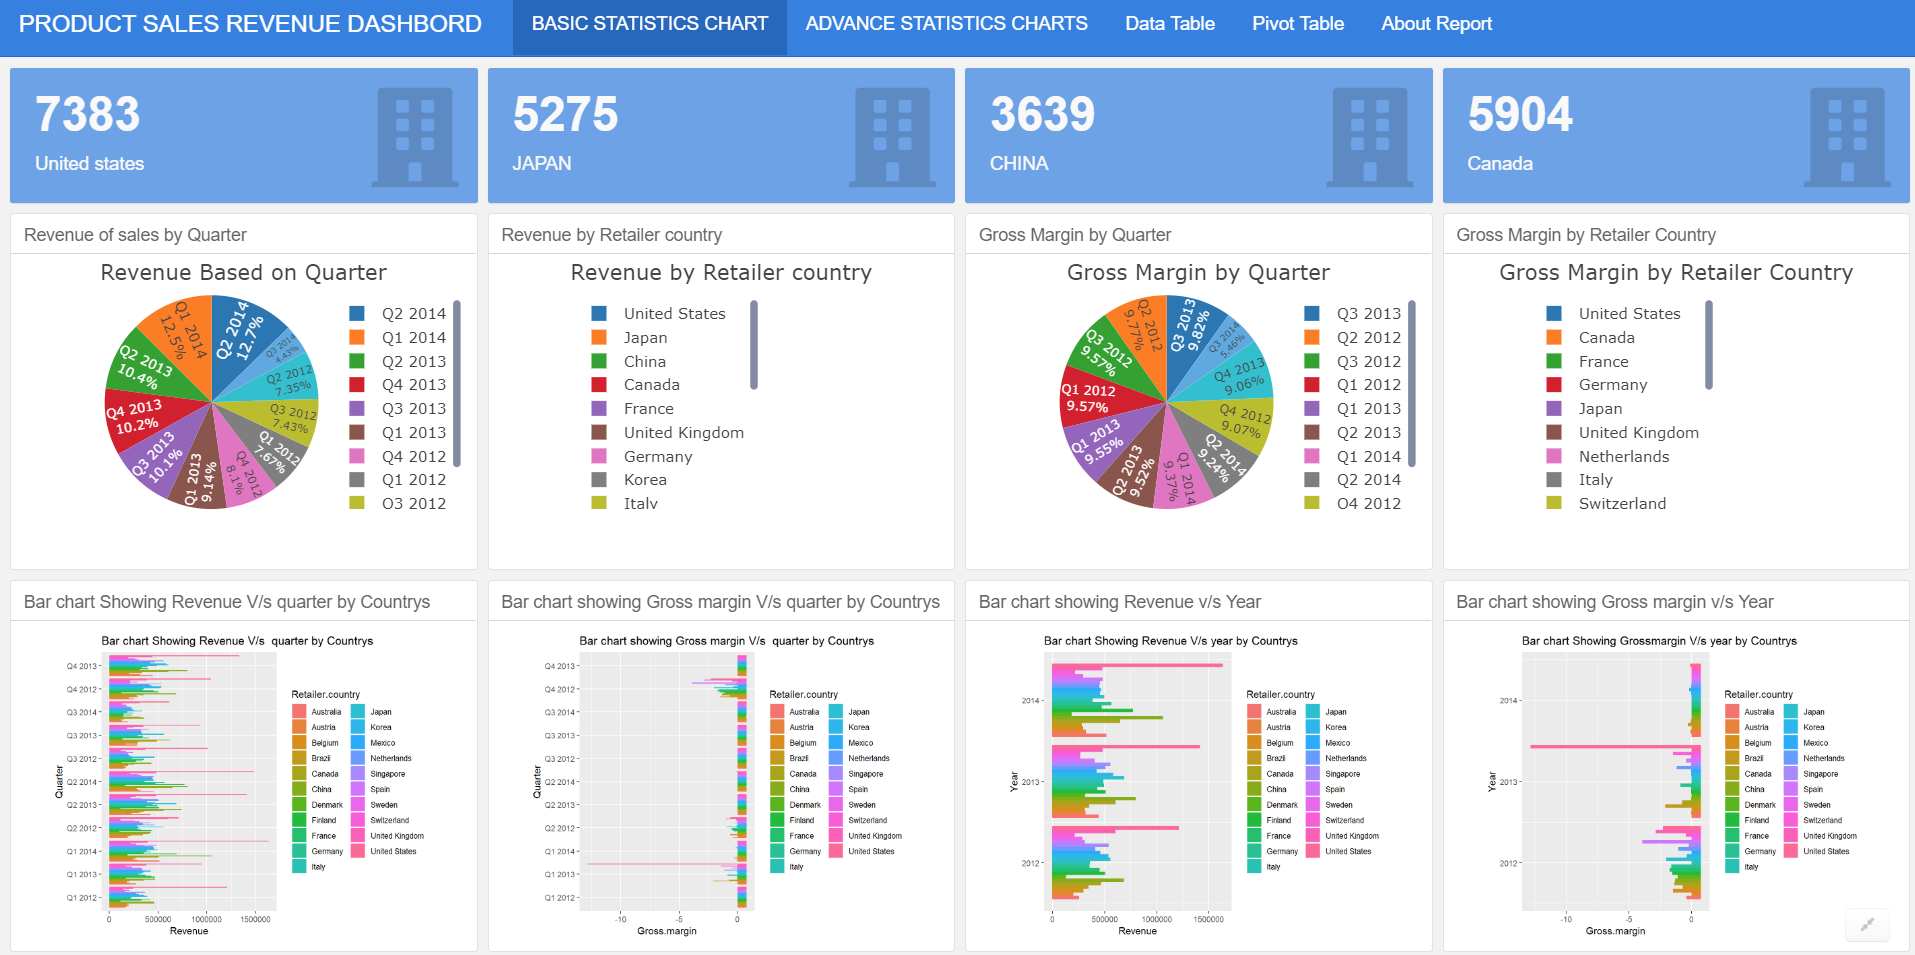 PRODUCT SALES REVENUE DASHBORD
BASIC STATISTICS CHART
ADVANCE STATISTICS CHARTS
Data Table
Pivot Table
About Report
7383
United states
5275
JAPAN
3639
CHINA
5904
Canada
Revenue of sales by Quarter
Revenue Based on Quarter
Q2 2014
12.7%
Q3 2014
4.43%
Q2 2012
7.35%
Q3 2012
7.43%
Q1 2012
7.67%
Q4 2012
8.1%
Q1 2013
9.14%
Q3 2013
10.1%
Q4 2013
10.2%
Q2 2013
10.4%
Q1 2014
12.5%
Q2 2014
Q1 2014
Q2 2013
Q4 2013
Q3 2013
Q1 2013
Q4 2012
Q1 2012
Q3 2012
Revenue by Retailer country
Revenue by Retailer country
United States
Japan
China
Canada
France
United Kingdom
Germany
Korea
Italy
Gross Margin by Quarter
Gross Margin by Quarter
Q3 2013
9.82%
Q3 2014
5.46%
Q4 2013
9.06%
Q4 2012
9.07%
Q2 2014
9.24%
Q1 2014
9.37%
Q2 2013
9.52%
Q1 2013
9.55%
Q1 2012
9.57%
Q3 2012
9.57%
Q2 2012
9.77%
Q3 2013
Q2 2012
Q3 2012
Q1 2012
Q1 2013
Q2 2013
Q1 2014
Q2 2014
Q4 2012
Gross Margin by Retailer Country
Gross Margin by Retailer Country
United States
Canada
France
Germany
Japan
United Kingdom
Netherlands
Italy
Switzerland
Bar chart Showing Revenue V/s quarter by Countrys
Bar chart Showing Revenue V/s quarter by Countrys
Quarter
Q4 2013
Q4 2012
Q3 2014
Q3 2013
Q3 2012
Q2 2014
Q2 2013
Q2 2012
Q1 2014
Q1 2013
Q1 2012
0 500000 1000000 1500000
Revenue
Retailer.country
Australia Japan
Austria Korea
Belgium Mexico
Brazil Netherlands
Canada Singapore
China Spain
Denmark Sweden
Finland Switzerland
France United Kingdom
Germany United States
Italy
Bar chart showing Gross margin V/s quarter by Countrys
Bar chart showing Gross margin V/s quarter by Countrys
Quarter
Q4 2013
Q4 2012
Q3 2014
Q3 2013
Q3 2012
Q2 2014
Q2 2013
Q2 2012
Q1 2014
Q1 2013
Q1 2012
-10 -5 0
Gross.margin
Retailer.country
Australia Japan
Austria Korea
Belgium Mexico
Brazil Netherlands
Canada Singapore
China Spain
Denmark Sweden
Finland Switzerland
France United Kingdom
Germany United States
Italy
Bar chart showing Revenue v/s Year
Bar chart Showing Revenue V/s year by Countrys
Year
2014
2013
2012
0 500000 1000000 1500000
Revenue
Retailer.country
Australia Japan
Austria Korea
Belgium Mexico
Brazil Netherlands
Canada Singapore
China Spain
Denmark Sweden
Finland Switzerland
France United Kingdom
Germany United States
Italy
Bar chart showing Gross margin v/s Year
Bar chart Showing Grossmargin V/s year by Countrys
Year
2014
2013
2012
-10 -5 0
Gross.margin
Retailer.country
Australia Japan
Austria Korea
Belgium Mexico
Brazil Netherlands
Canada Singapore
China Spain
Denmark Sweden
Finland Switzerland
France United Kingdom
Germany United States
Italy